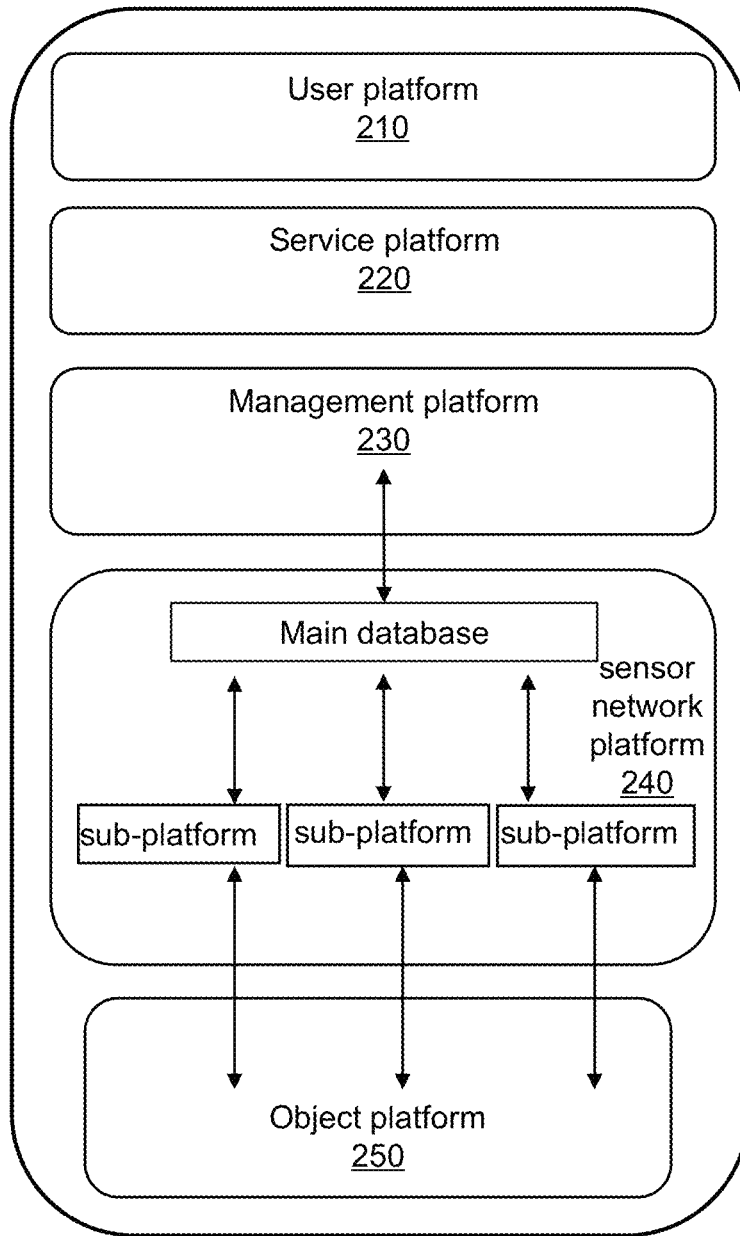 User platform
210
Service platform
220
Management platform
230
Main database
sensor
network
platform
240
sub-platform
sub-platform
sub-platform
Object platform
250